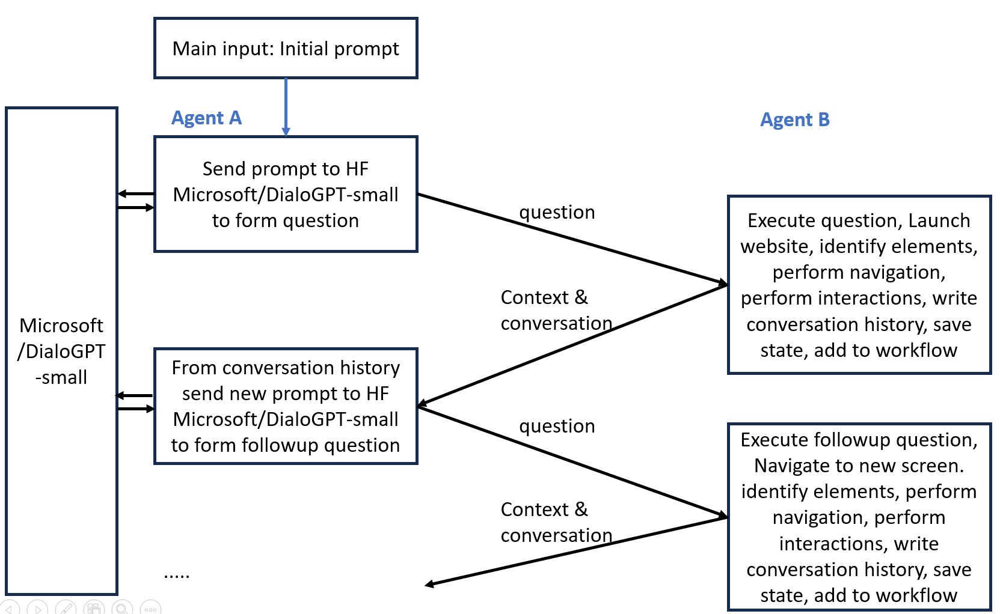 Main input: Initial prompt
Agent A
Agent B
Send prompt to HF
Microsoft/DialoGPT-small
to form question
question
Execute question, Launch
website, identify elements,
perform navigation,
perform interactions, write
conversation history, save
state, add to workflow
Context &
conversation
Microsoft
/DialoGPT
-small
From conversation history
send new prompt to HF
Microsoft/DialoGPT-small
to form followup question
question
Execute followup question,
Navigate to new screen.
identify elements, perform
navigation, perform
interactions, write
conversation history, save
state, add to workflow
Context &
conversation
.....